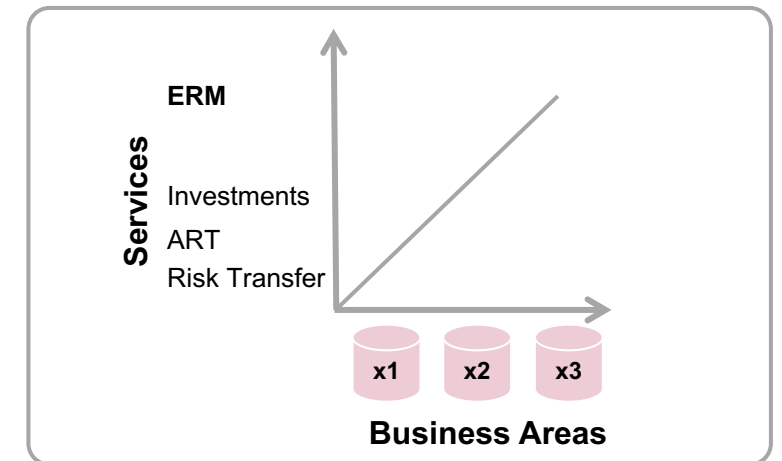 ERM
Services
Investments
ART
Risk Transfer
x1 x2 x3
Business Areas